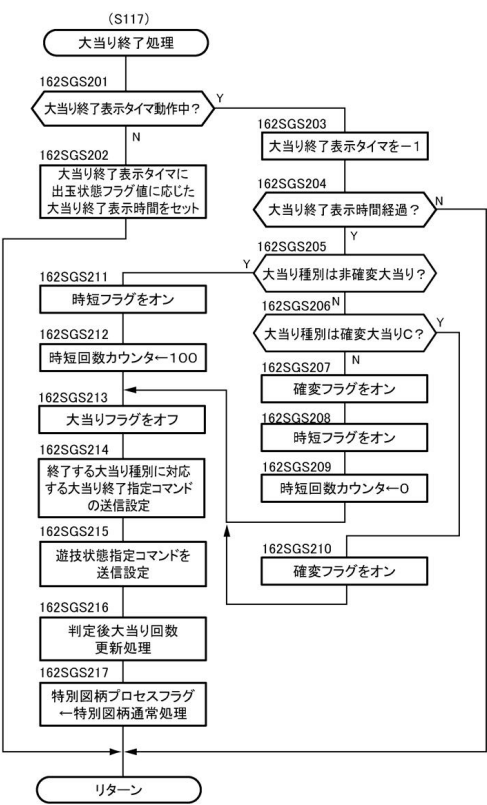 (S117)
大当り終了処理
162SGS201
大当り終了表示タイマ動作中?
Y
N
162SGS202
大当り終了表示タイマに
出玉状態フラグ値に応じた
大当り終了表示時間をセット
162SGS203
大当り終了表示タイマを－1
162SGS204
大当り終了表示時間経過?
N
Y
162SGS205
大当り種別は非確変大当り?
Y
N
162SGS206
大当り種別は確変大当りC?
Y
N
162SGS207
確変フラグをオン
162SGS208
時短フラグをオン
162SGS209
時短回数カウンタ←0
162SGS210
確変フラグをオン
162SGS211
時短フラグをオン
162SGS212
時短回数カウンタ←100
162SGS213
大当りフラグをオフ
162SGS214
終了する大当り種別に対応
する大当り終了指定コマンド
の送信設定
162SGS215
遊技状態指定コマンドを
送信設定
162SGS216
判定後大当り回数
更新処理
162SGS217
特別図柄プロセスフラグ
←特別図柄通常処理
リターン